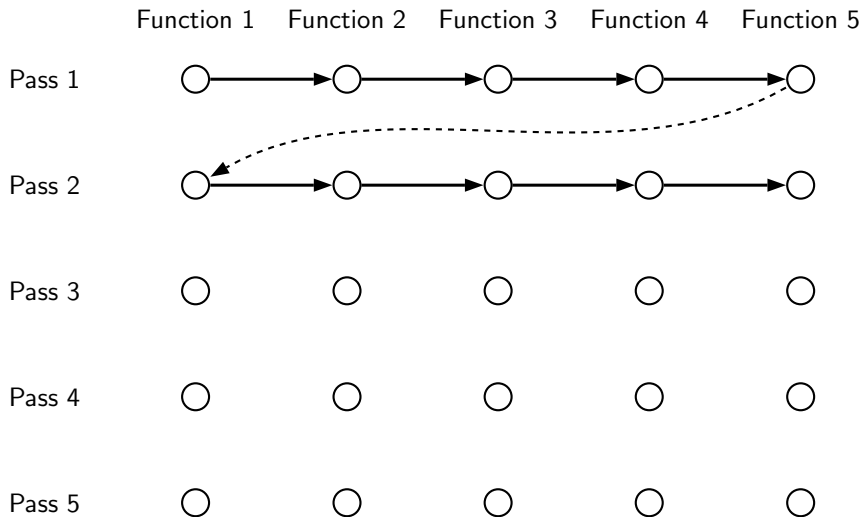 Function 1 Function 2 Function 3 Function 4 Function 5
Pass 1
Pass 2
Pass 3
Pass 4
Pass 5